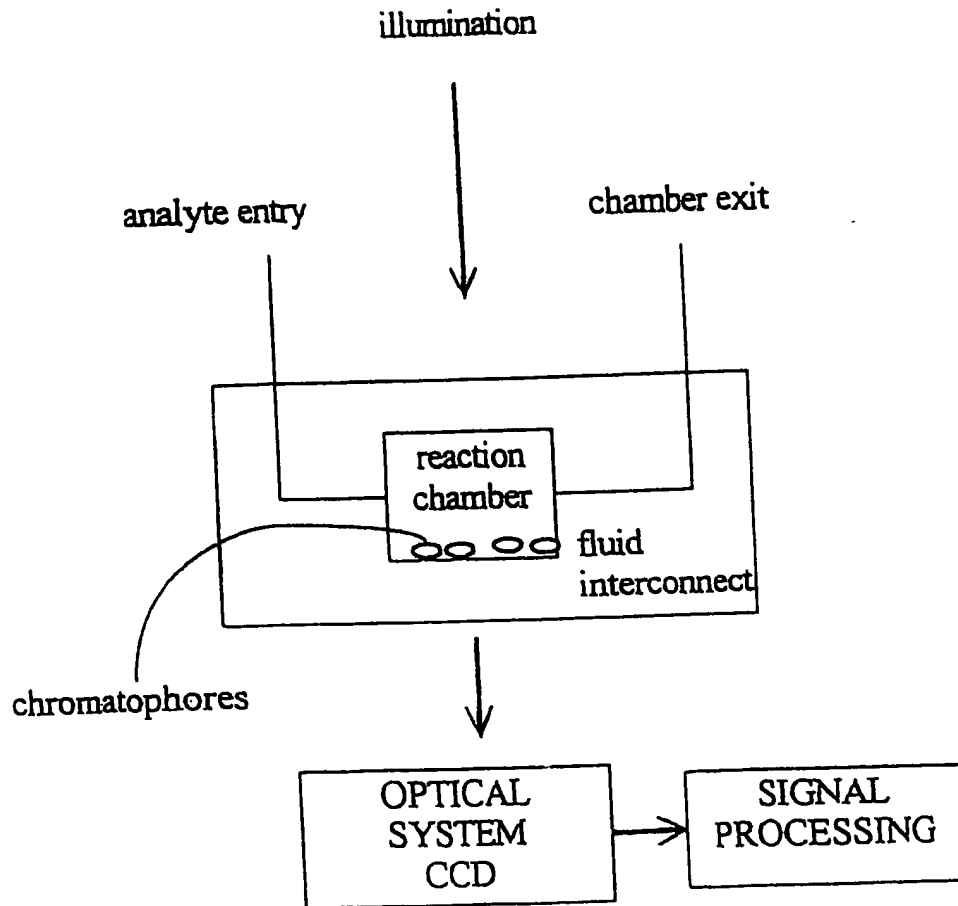 illumination
analyte entry
chamber exit
reaction
chamber
fluid
interconnect
chromatophores
OPTICAL
SYSTEM
CCD
SIGNAL
PROCESSING